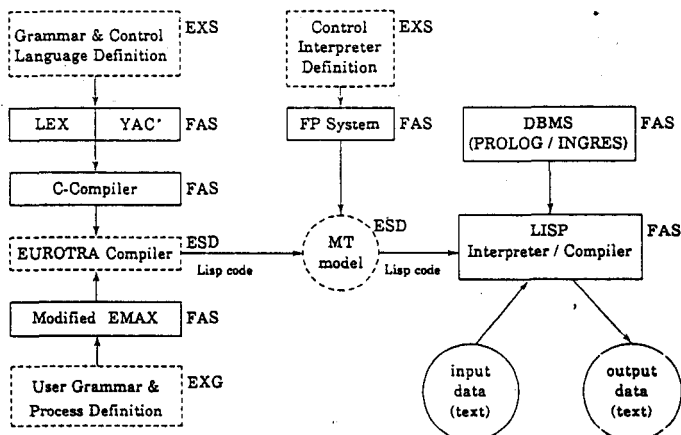 Grammar & Control
Language Definition
EXS
Control
Interpreter
Definition
EXS
LEX
YAC'
FAS
FP System
FAS
DBMS
(PROLOG / INGRES)
FAS
C-Compiler
FAS
EUROTRA Compiler
ESD
Lisp code
MT
model
ESD
Lisp code
LISP
Interpreter / Compiler
FAS
Modified EMAX
FAS
User Grammar &
Process Definition
EXG
input
data
(text)
output
data
(text)